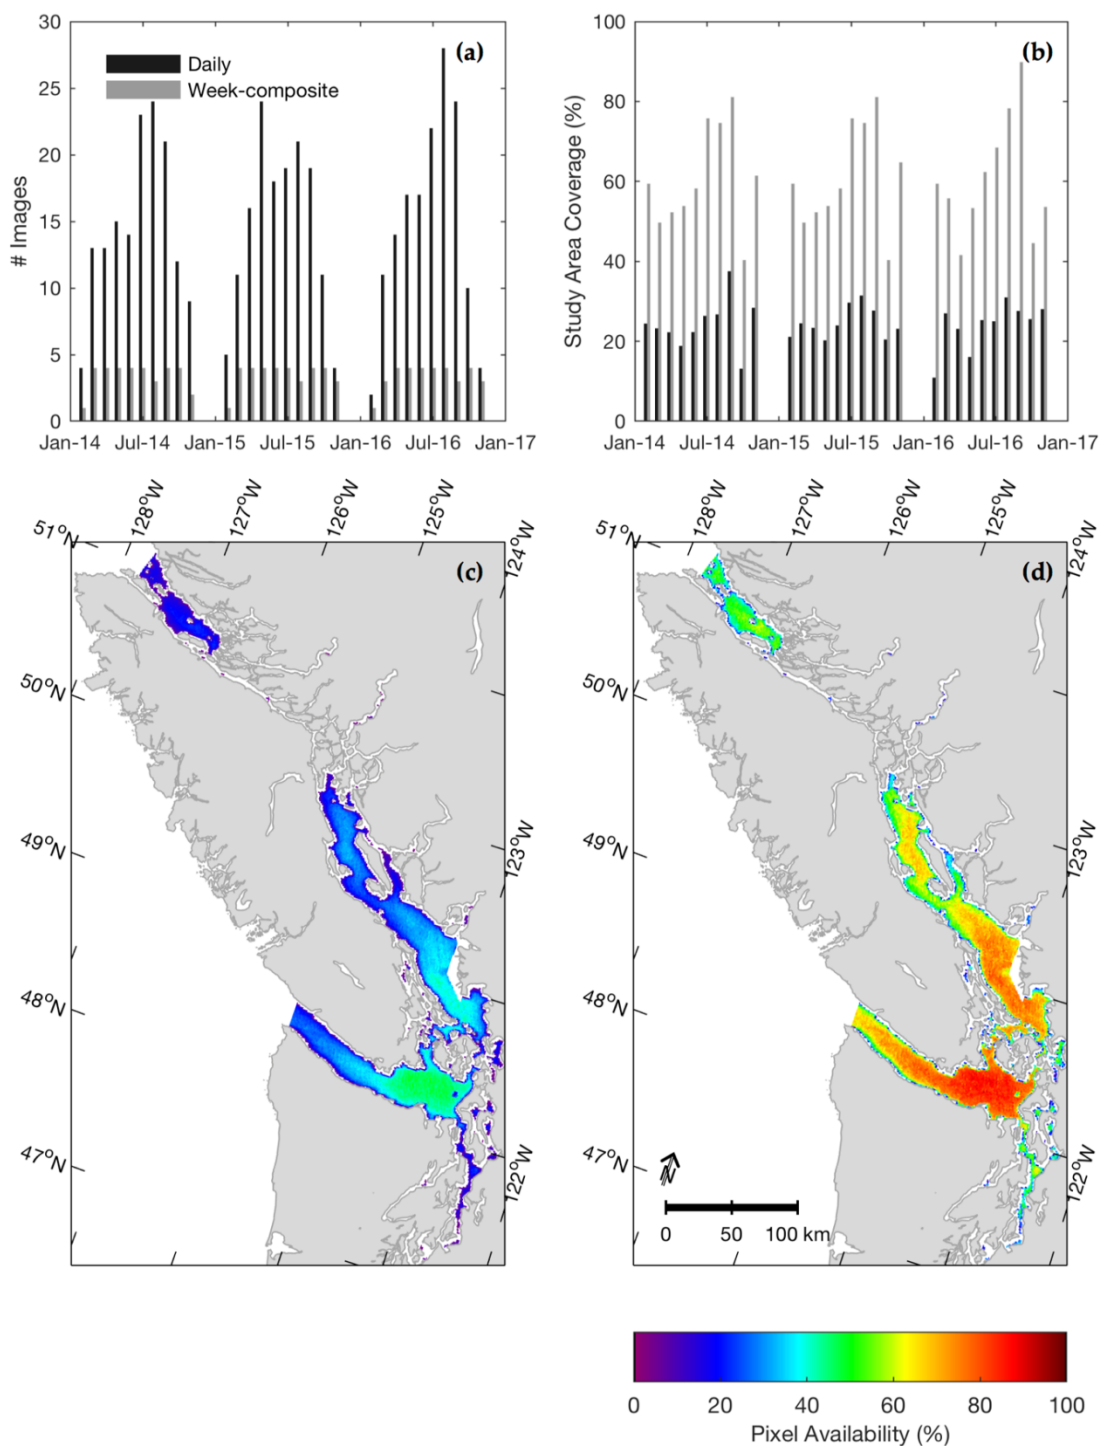 (a)
Daily
Week-composite
# Images
30
25
20
15
10
5
0
Jan-14 Jul-14 Jan-15 Jul-15 Jan-16 Jul-16 Jan-17
(b)
Study Area Coverage (%)
100
80
60
40
20
0
Jan-14 Jul-14 Jan-15 Jul-15 Jan-16 Jul-16 Jan-17
(c)
128°W 127°W 126°W 125°W
124°W
123°W
122°W
51°N
50°N
49°N
48°N
47°N
(d)
128°W 127°W 126°W 125°W
124°W
123°W
122°W
51°N
50°N
49°N
48°N
47°N
N
0 50 100 km
0 20 40 60 80 100
Pixel Availability (%)